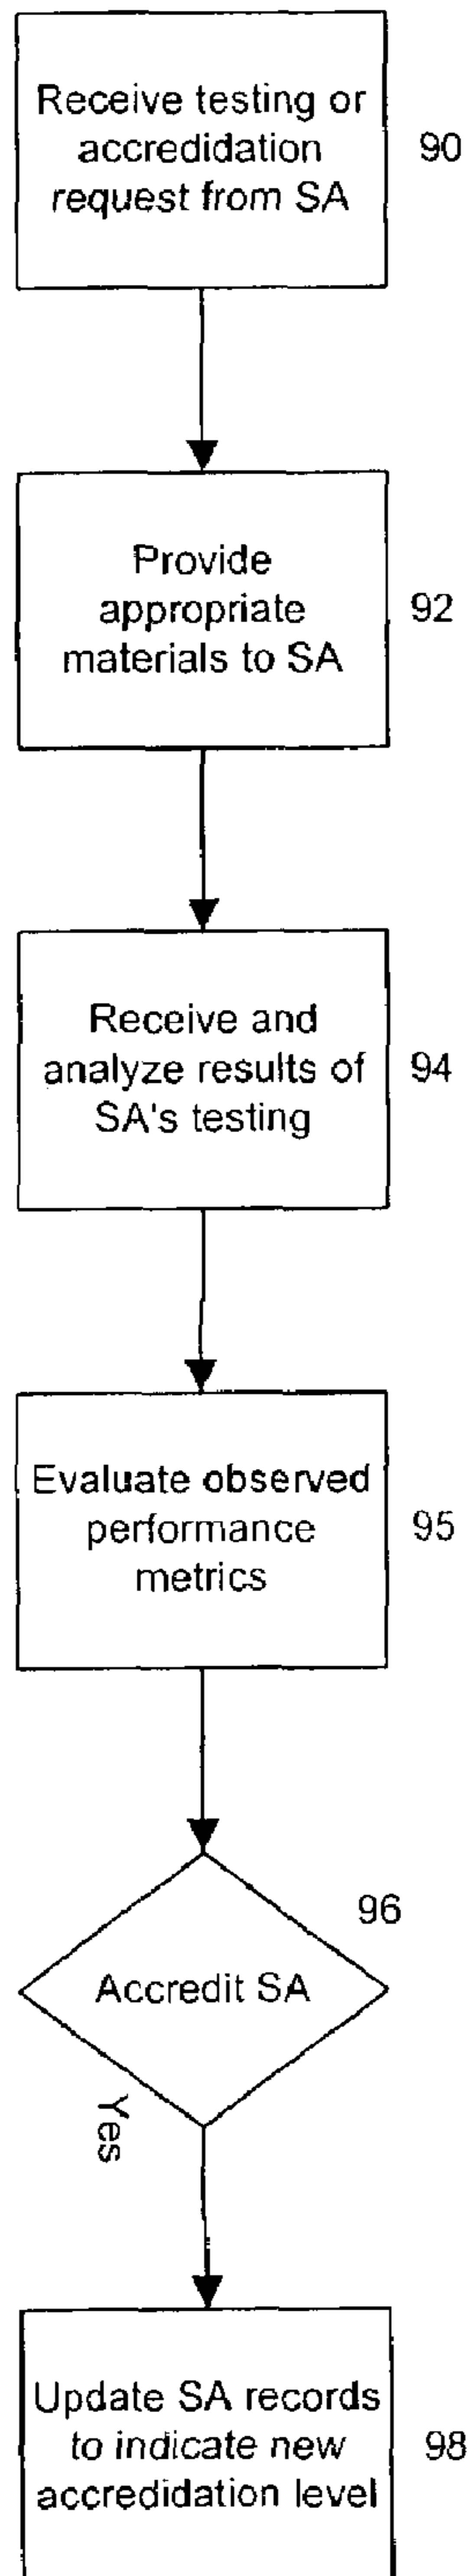 Receive testing or
accredidation
request from SA
90
Provide
appropriate
materials to SA
92
Receive and
analyze results of
SA's testing
94
Evaluate observed
performance
metrics
95
96
Accredit SA
Yes
Update SA records
to indicate new
accredidation level
98